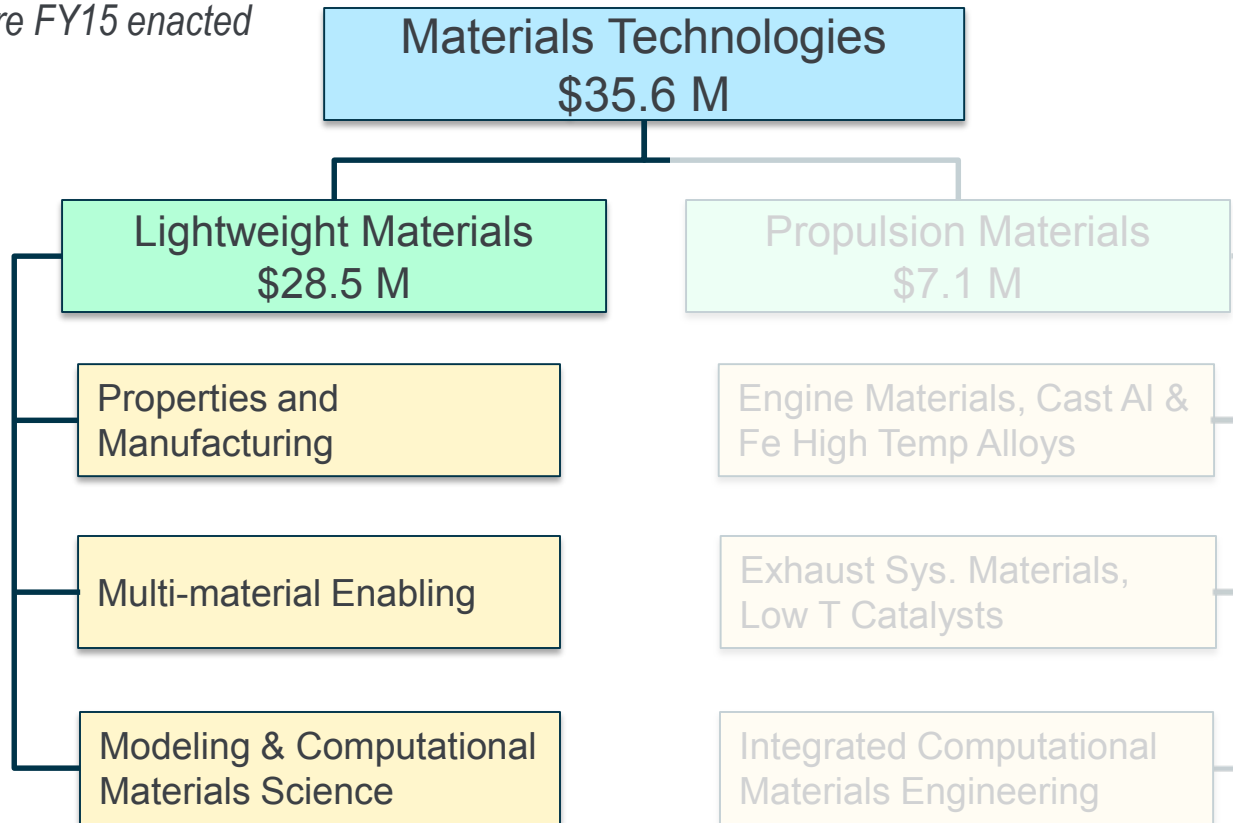 re FY15 enacted
Materials Technologies
$35.6 M
Lightweight Materials
$28.5 M
Propulsion Materials
$7.1 M
Properties and
Manufacturing
Engine Materials, Cast Al &
Fe High Temp Alloys
Multi-material Enabling
Exhaust Sys. Materials,
Low T Catalysts
Modeling & Computational
Materials Science
Integrated Computational
Materials Engineering